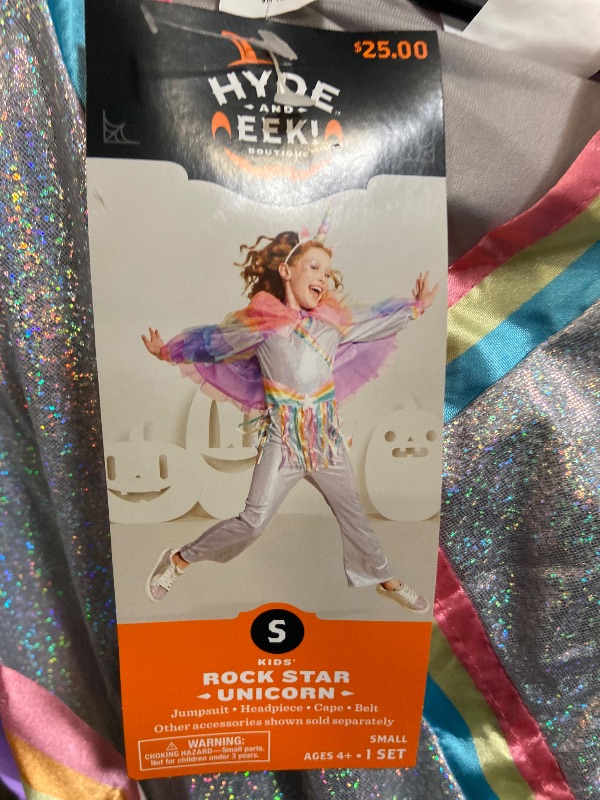 $25.00
HYDE
AND
EEK!
BOUTIQUE
S
KIDS'
ROCK STAR
UNICORN
Jumpsuit • Headpiece • Cape • Belt
Other accessories shown sold separately
WARNING:
CHOKING HAZARD—Small parts.
Not for children under 3 years.
SMALL
AGES 4+ • 1 SET